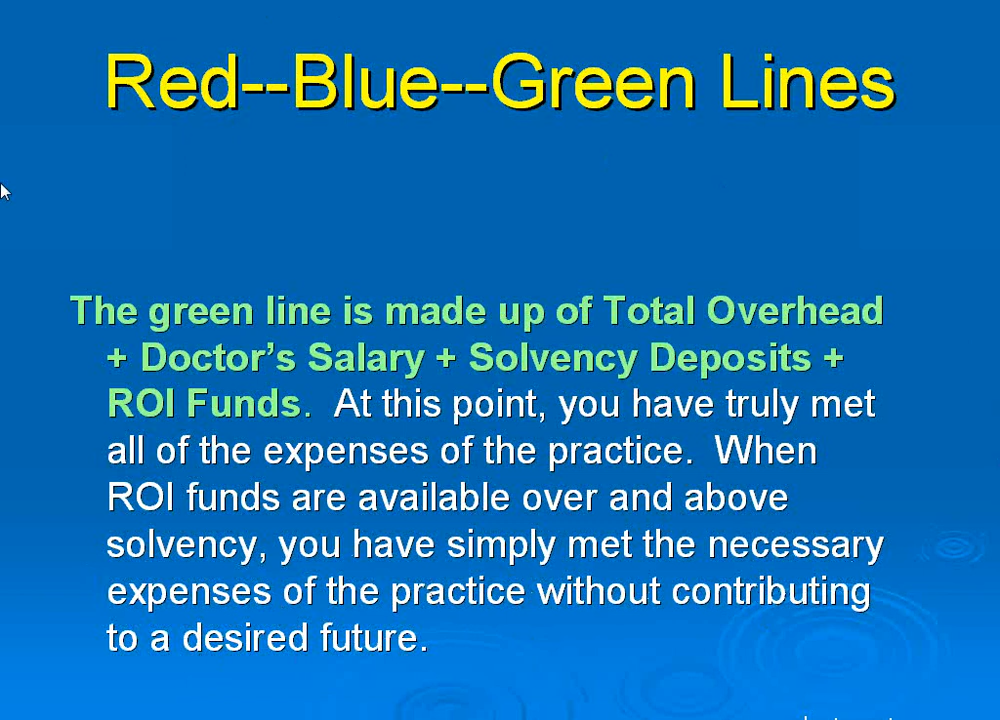 Red--Blue--Green Lines
The green line is made up of Total Overhead
+ Doctor’s Salary + Solvency Deposits +
ROI Funds.  At this point, you have truly met
all of the expenses of the practice.  When
ROI funds are available over and above
solvency, you have simply met the necessary
expenses of the practice without contributing
to a desired future.